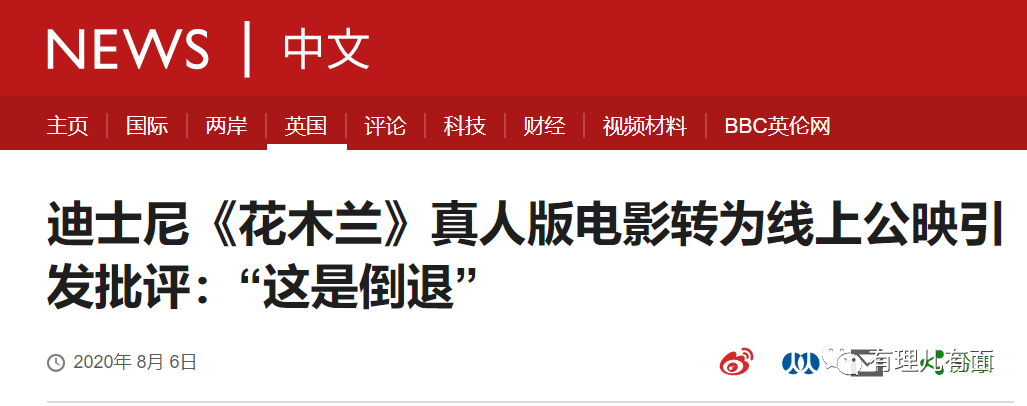 NEWS | 中文
主页 国际 两岸 英国 评论 科技 财经 视频材料 BBC英伦网
迪士尼《花木兰》真人版电影转为线上公映引
发批评：“这是倒退”
2020年 8月 6日
有理儿有面